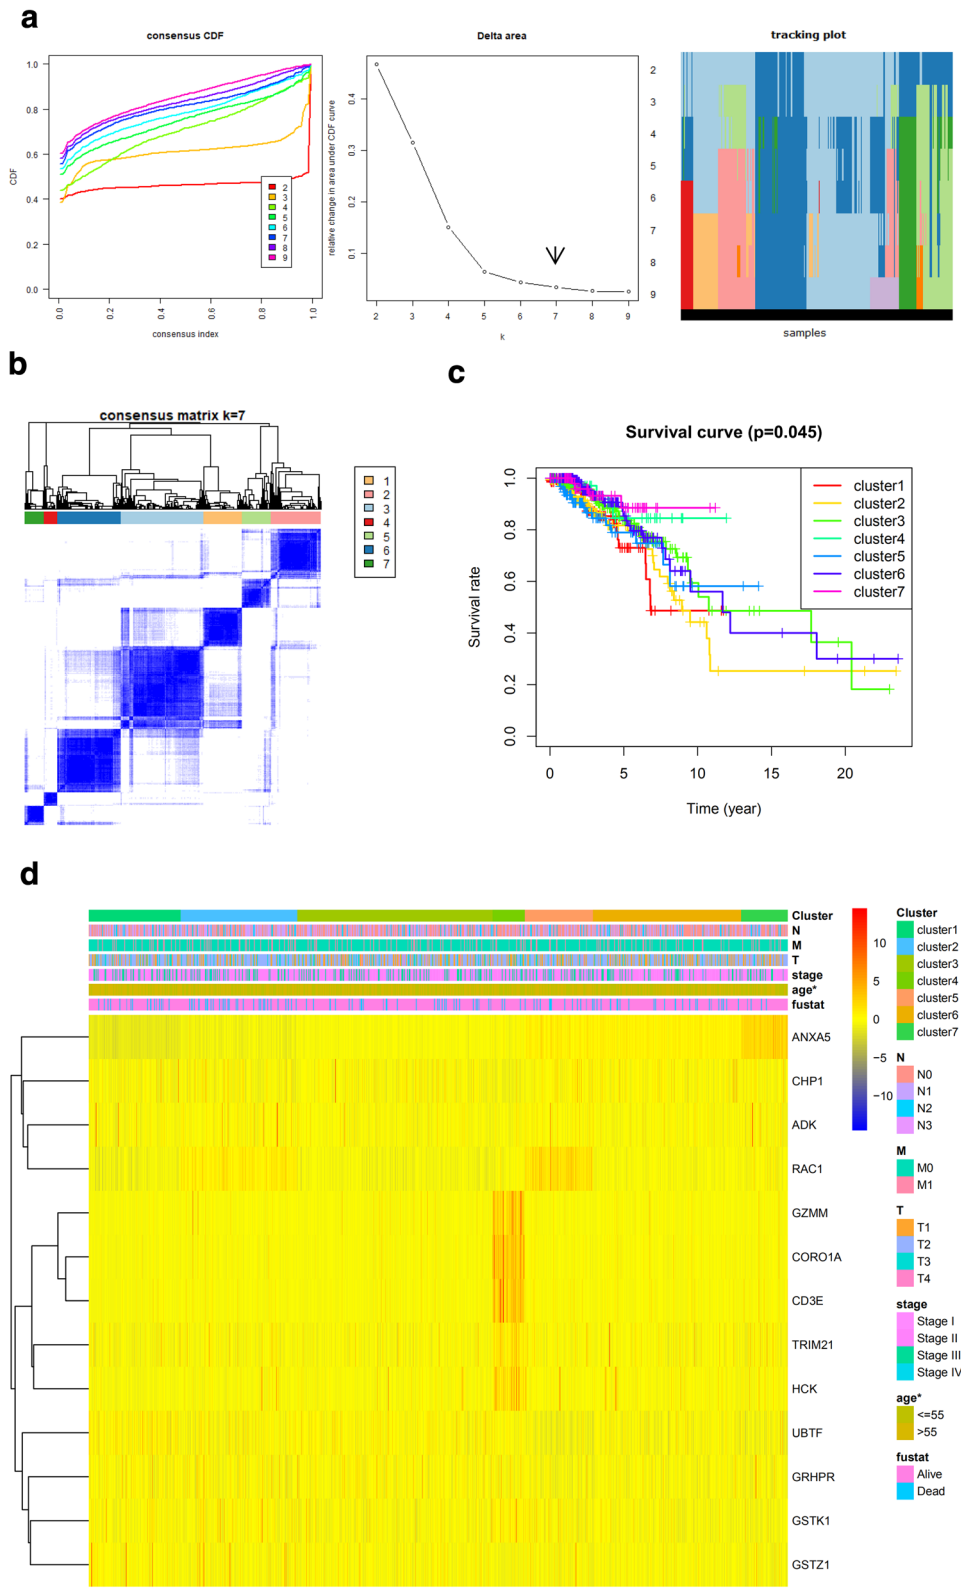 a
consensus CDF
CDF
1.0
0.8
0.6
0.4
0.2
0.0
0.0
0.2
0.4
0.6
0.8
1.0
consensus index
2
3
4
5
6
7
8
9
Delta area
relative change in area under CDF curve
0.4
0.3
0.2
0.1
2
3
4
5
6
7
8
9
k
tracking plot
2
3
4
5
6
7
8
9
samples
b
consensus matrix k=7
1
2
3
4
5
6
7
c
Survival curve (p=0.045)
Survival rate
1.0
0.8
0.6
0.4
0.2
0.0
0
5
10
15
20
Time (year)
cluster1
cluster2
cluster3
cluster4
cluster5
cluster6
cluster7
d
Cluster
N
M
T
stage
age*
fustat
ANXA5
CHP1
ADK
RAC1
GZMM
CORO1A
CD3E
TRIM21
HCK
UBTF
GRHPR
GSTK1
GSTZ1
10
5
0
−5
−10
Cluster
cluster1
cluster2
cluster3
cluster4
cluster5
cluster6
cluster7
N
N0
N1
N2
N3
M
M0
M1
T
T1
T2
T3
T4
stage
Stage I
Stage II
Stage III
Stage IV
age*
<=55
>55
fustat
Alive
Dead